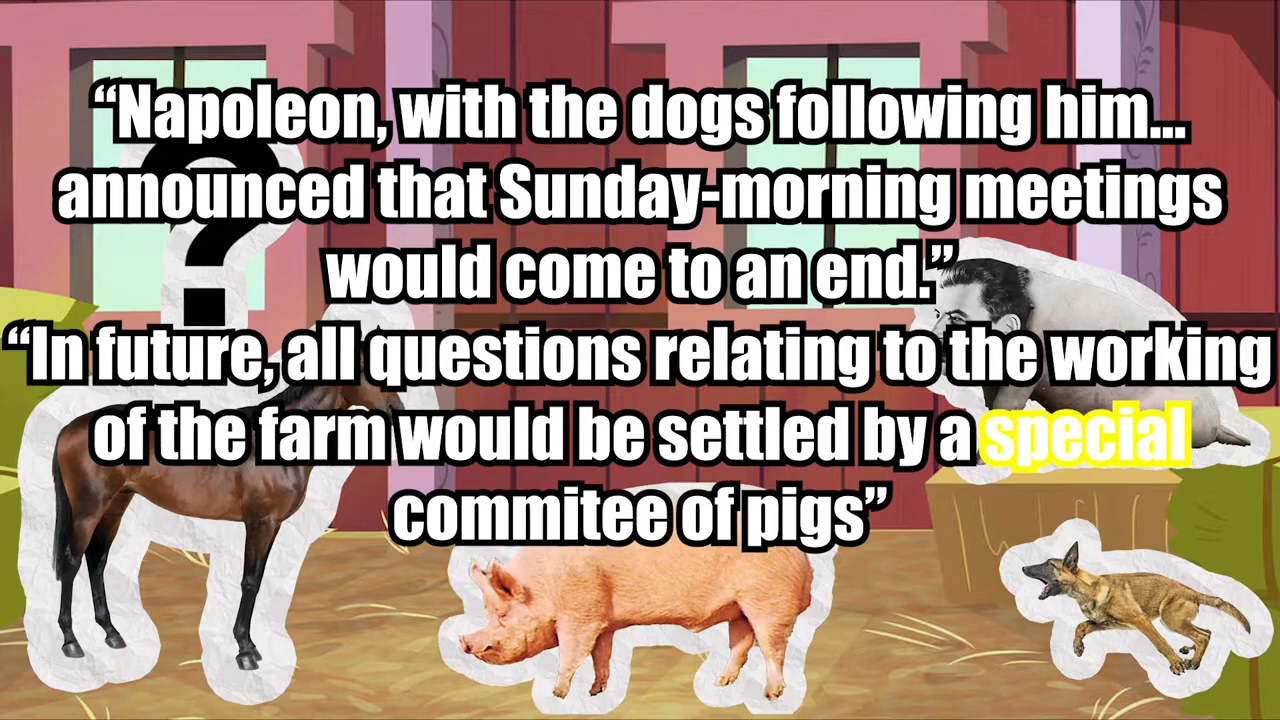 “Napoleon, with the dogs following him...
announced that Sunday-morning meetings
would come to an end.”
“In future, all questions relating to the working
of the farm would be settled by a special
commitee of pigs”
?